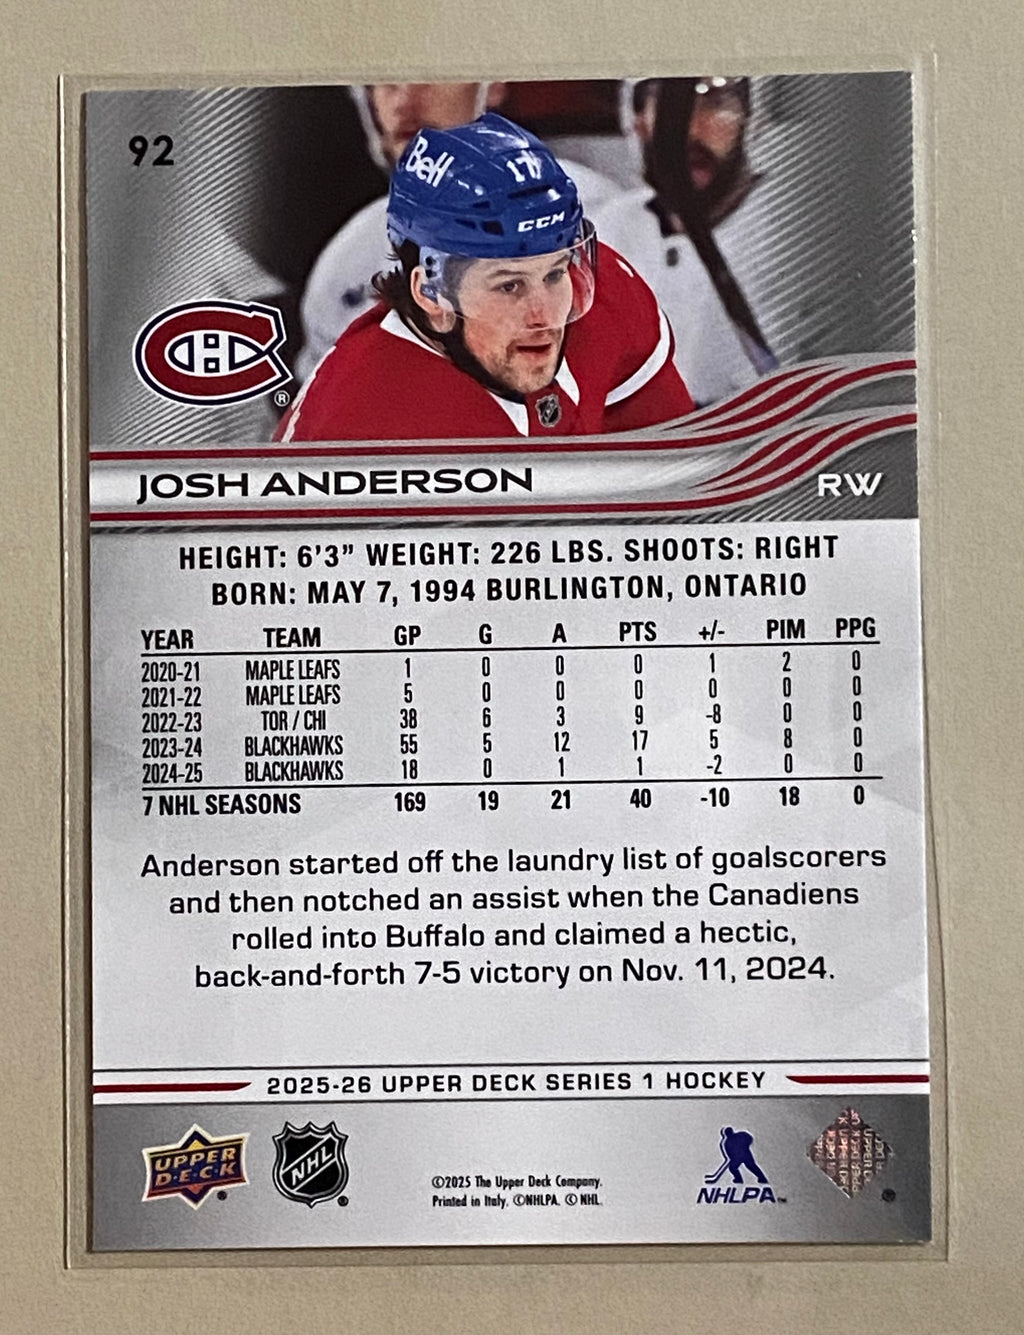 92
Bell
17
CCM
®
JOSH ANDERSON
RW
HEIGHT: 6'3" WEIGHT: 226 LBS. SHOOTS: RIGHT
BORN: MAY 7, 1994 BURLINGTON, ONTARIO
YEAR TEAM GP G A PTS +/- PIM PPG
2020-21 MAPLE LEAFS 1 0 0 0 1 2 0
2021-22 MAPLE LEAFS 5 0 0 0 0 0 0
2022-23 TOR / CHI 38 6 3 9 -8 0 0
2023-24 BLACKHAWKS 55 5 12 17 5 8 0
2024-25 BLACKHAWKS 18 0 1 1 -2 0 0
7 NHL SEASONS 169 19 21 40 -10 18 0
Anderson started off the laundry list of goalscorers
and then notched an assist when the Canadiens
rolled into Buffalo and claimed a hectic,
back-and-forth 7-5 victory on Nov. 11, 2024.
2025-26 UPPER DECK SERIES 1 HOCKEY
UPPER
D·E·C·K
®
NHL
®
©2025 The Upper Deck Company.
Printed in Italy. ©NHLPA. © NHL.
NHLPA™
UPPER DECK